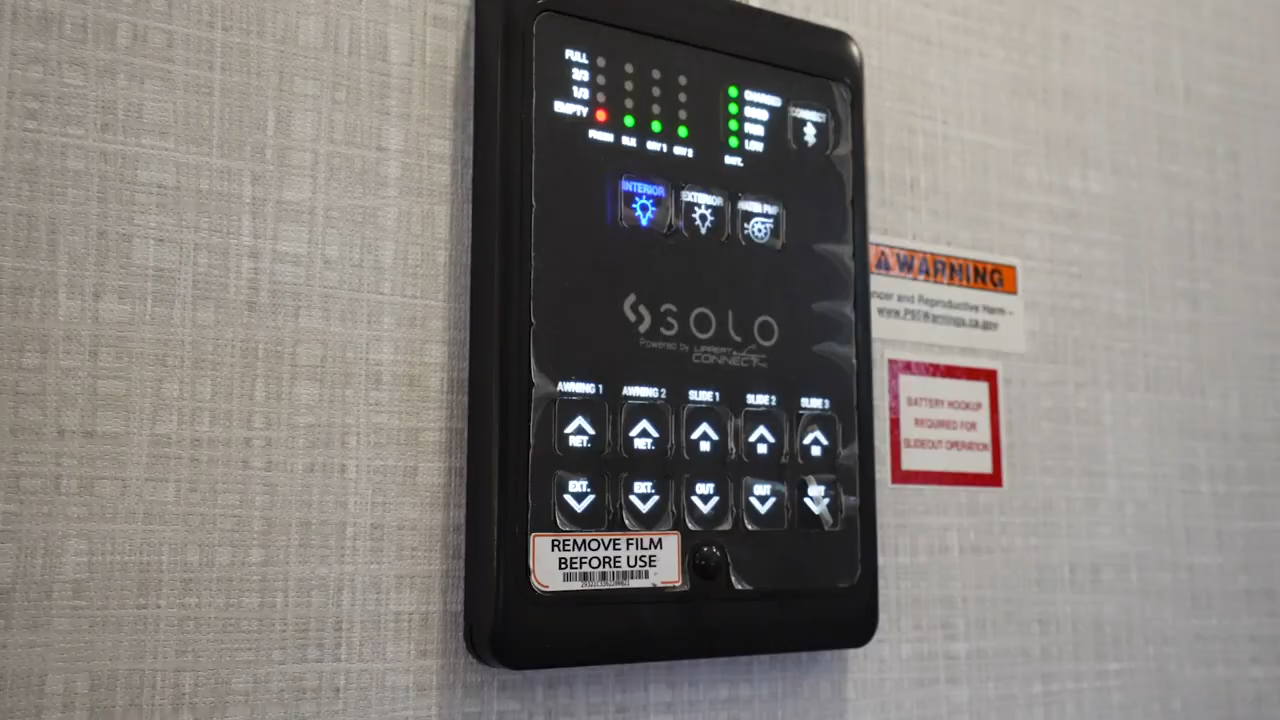 FULL
2/3
1/3
EMPTY
FRESH BLK GRY 1 GRY 2
CHARGED
GOOD
FAIR
LOW
BATT.
CONNECT
INTERIOR EXTERIOR WATER PMP
SOLO
Powered by LIPPERT
CONNECT
AWNING 1 AWNING 2 SLIDE 1 SLIDE 2 SLIDE 3
RET. RET. IN IN IN
EXT. EXT. OUT OUT OUT
REMOVE FILM
BEFORE USE
WARNING
ncer and Reproductive Harm –
www.P65Warnings.ca.gov
BATTERY HOOKUP
REQUIRED FOR
SLIDEOUT OPERATION